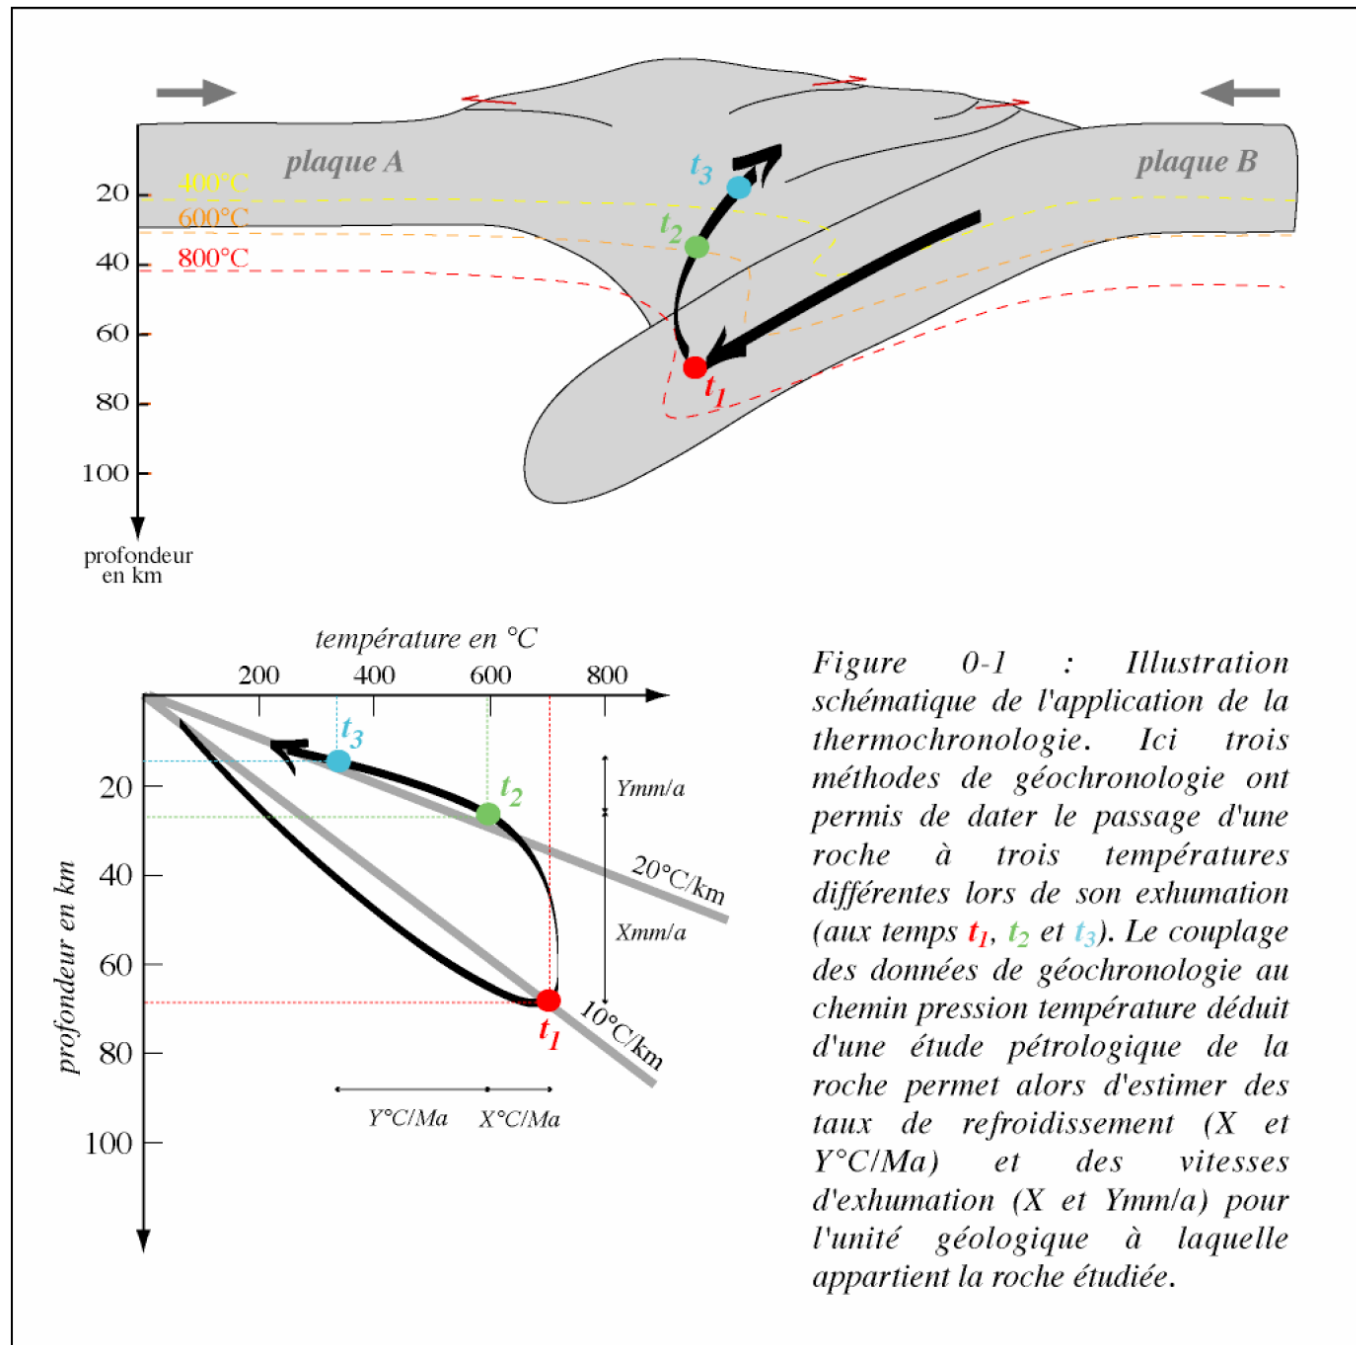 plaque A
plaque B
400°C
600°C
800°C
20
40
60
80
100
profondeur
en km
t3
t2
t1
température en °C
200
400
600
800
20
40
60
80
100
profondeur en km
t3
t2
t1
Ymm/a
Xmm/a
20°C/km
10°C/km
Y°C/Ma
X°C/Ma
Figure 0-1 : Illustration
schématique de l'application de la
thermochronologie. Ici trois
méthodes de géochronologie ont
permis de dater le passage d'une
roche à trois températures
différentes lors de son exhumation
(aux temps t1, t2 et t3). Le couplage
des données de géochronologie au
chemin pression température déduit
d'une étude pétrologique de la
roche permet alors d'estimer des
taux de refroidissement (X et
Y°C/Ma) et des vitesses
d'exhumation (X et Ymm/a) pour
l'unité géologique à laquelle
appartient la roche étudiée.